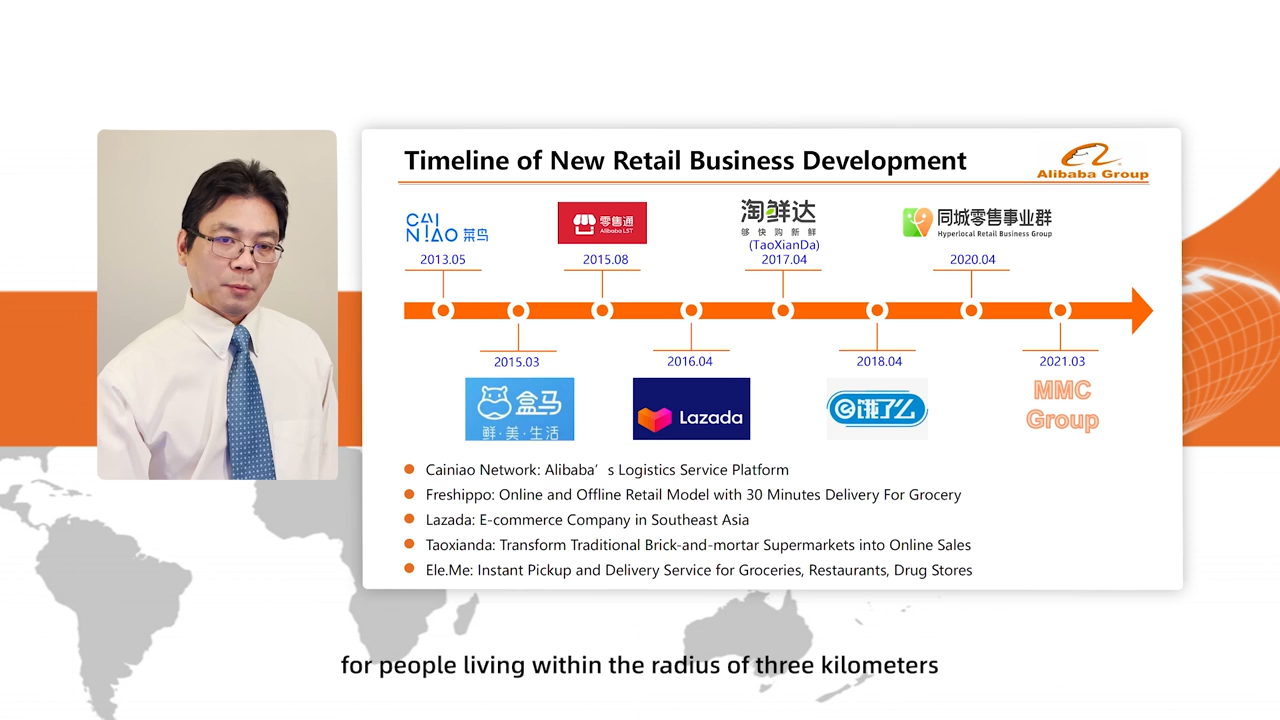 Timeline of New Retail Business Development
Alibaba Group
CAI
NIAO 菜鸟
2013.05
零售通
Alibaba LST
2015.08
淘鲜达
够快购新鲜
(TaoXianDa)
2017.04
同城零售事业群
Hyperlocal Retail Business Group
2020.04
2015.03
盒马
鲜·美·生活
2016.04
Lazada
2018.04
饿了么
2021.03
MMC
Group
Cainiao Network: Alibaba’s Logistics Service Platform
Freshippo: Online and Offline Retail Model with 30 Minutes Delivery For Grocery
Lazada: E-commerce Company in Southeast Asia
Taoxianda: Transform Traditional Brick-and-mortar Supermarkets into Online Sales
Ele.Me: Instant Pickup and Delivery Service for Groceries, Restaurants, Drug Stores
for people living within the radius of three kilometers